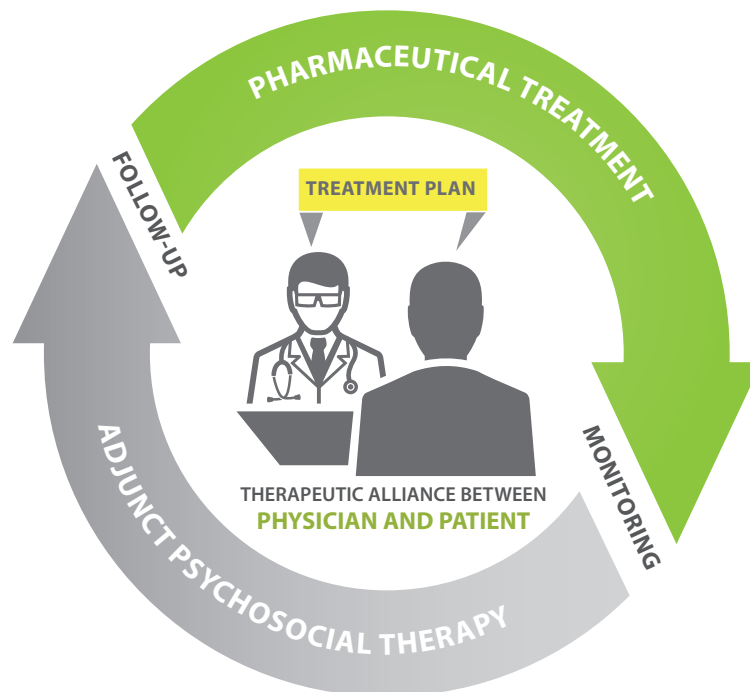 PHARMACEUTICAL TREATMENT
FOLLOW-UP
TREATMENT PLAN
THERAPEUTIC ALLIANCE BETWEEN
PHYSICIAN AND PATIENT
MONITORING
ADJUNCT PSYCHOSOCIAL THERAPY